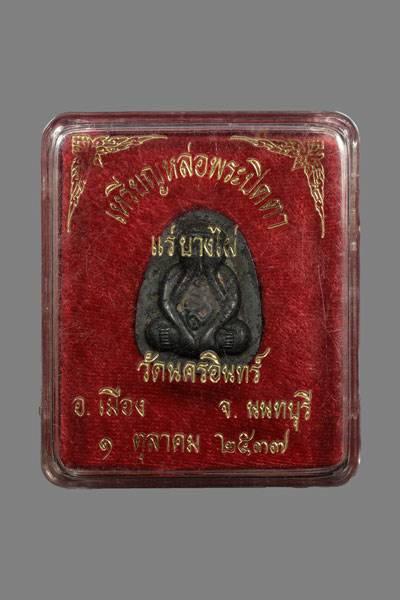 เหรียญหล่อพระปิดตา
แร่บางไผ่
วัดนครอินทร์
อ. เมือง จ. นนทบุรี
๑ ตุลาคม ๒๕๓๗